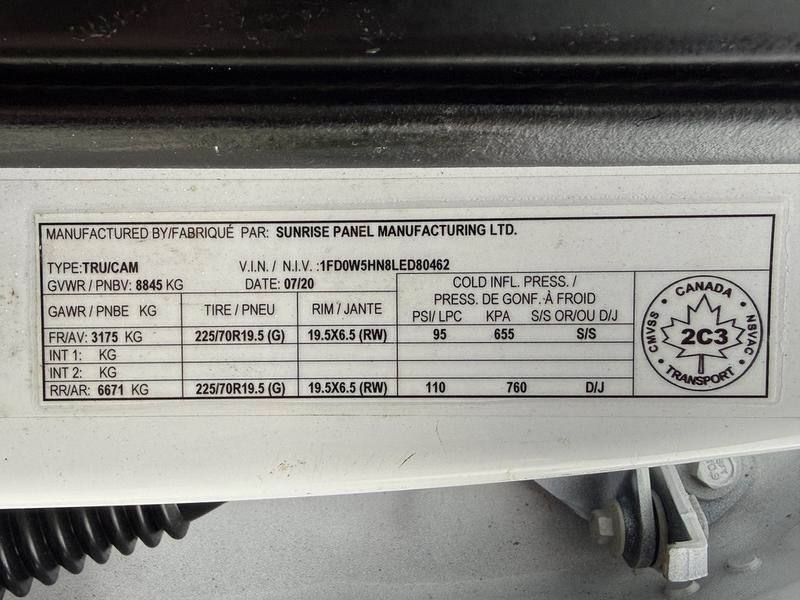 MANUFACTURED BY/FABRIQUÉ PAR: SUNRISE PANEL MANUFACTURING LTD.
TYPE:TRU/CAM V.I.N./ N.I.V. :1FD0W5HN8LED80462
GVWR / PNBV: 8845 KG DATE: 07/20
GAWR / PNBE KG TIRE / PNEU RIM / JANTE
COLD INFL. PRESS. /
PRESS. DE GONF. À FROID
PSI/ LPC KPA S/S OR/OU D/J
FR/AV: 3175 KG 225/70R19.5 (G) 19.5X6.5 (RW) 95 655 S/S
INT 1: KG
INT 2: KG
RR/AR: 6671 KG 225/70R19.5 (G) 19.5X6.5 (RW) 110 760 D/J
CANADA
CMVSS
NSVAC
2C3
TRANSPORT